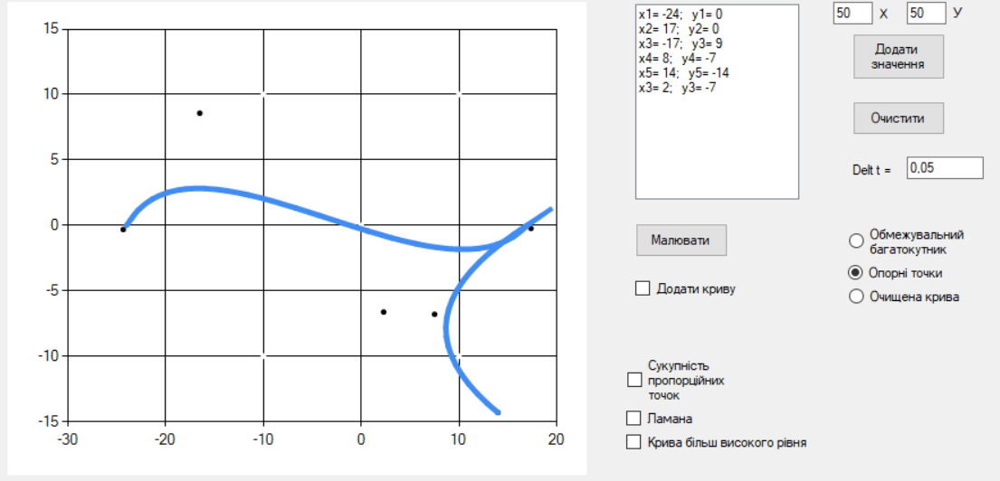 15
10
5
0
-5
-10
-15
-30
-20
-10
0
10
20
x1= -24; y1= 0
x2= 17; y2= 0
x3= -17; y3= 9
x4= 8; y4= -7
x5= 14; y5= -14
x3= 2; y3= -7
50 X 50 У
Додати
значення
Очистити
Delt t = 0,05
Малювати
Додати криву
Обмежувальний
багатокутник
Опорні точки
Очищена крива
Сукупність
пропорційних
точок
Ламана
Крива більш високого рівня